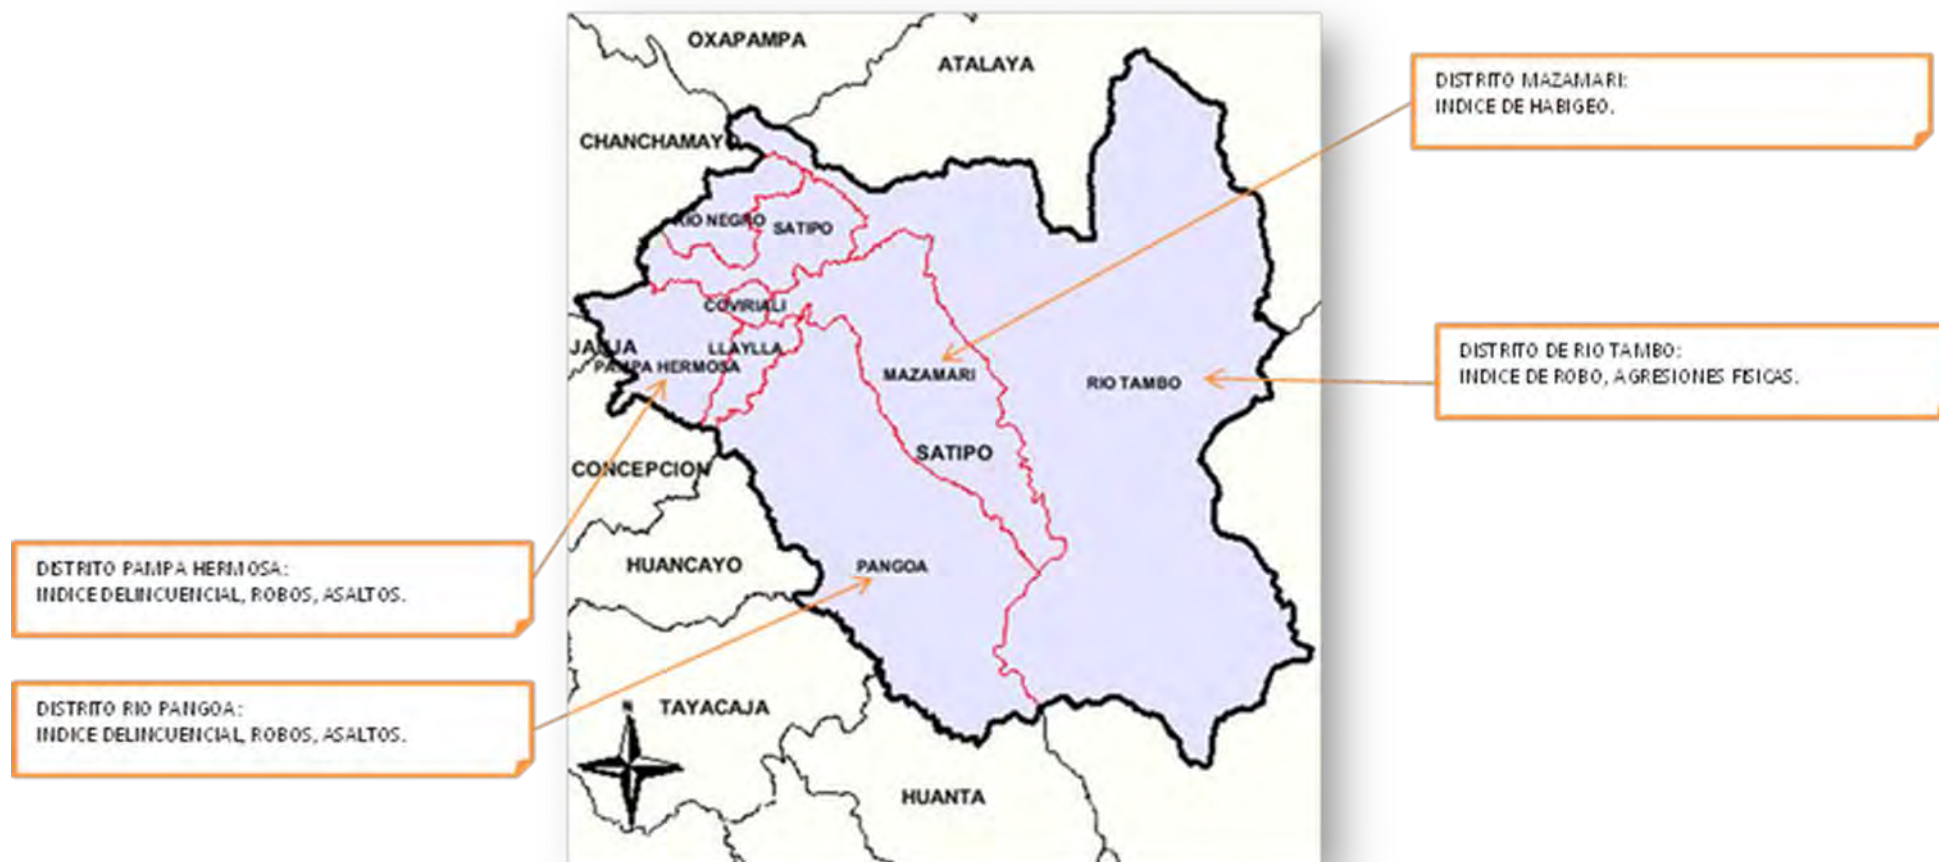 OXAPAMPA
ATALAYA
DISTRITO MAZAMARI:
INDICE DE HABIGEO.
CHANCHAMAYO
RIO NEGRO
SATIPO
COVIRIALI
JAUJA
LLAYLLA
PAMPA HERMOSA
MAZAMARI
RIO TAMBO
DISTRITO DE RIO TAMBO:
INDICE DE ROBO, AGRESIONES FISICAS.
SATIPO
CONCEPCION
HUANCAYO
PANGOA
DISTRITO PAMPA HERMOSA:
INDICE DELINCUENCIAL, ROBOS, ASALTOS.
DISTRITO RIO PANGOA:
INDICE DELINCUENCIAL, ROBOS, ASALTOS.
TAYACAJA
N
HUANTA